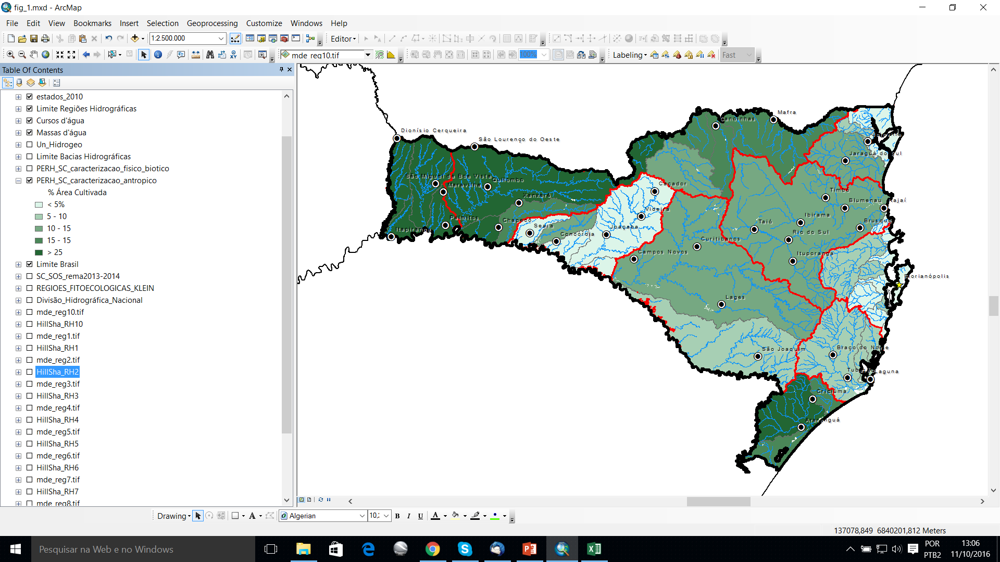 fig_1.mxd - ArcMap
File Edit View Bookmarks Insert Selection Geoprocessing Customize Windows Help
1:2.500.000
Editor
mde_reg10.tif
100%
Labeling
Fast
Table Of Contents
estados_2010
Limite Regiões Hidrográficas
Cursos d'água
Massas d'água
Un_Hidrogeo
Limite Bacias Hidrográficas
PERH_SC_caracterizacao_fisico_biotico
PERH_SC_caracterizacao_antropico
% Área Cultivada
< 5%
5 - 10
10 - 15
15 - 15
> 25
Limite Brasil
SC_SOS_rema2013-2014
REGIOES_FITOECOLOGICAS_KLEIN
Divisão_Hidrográfica_Nacional
mde_reg10.tif
HillSha_RH10
mde_reg1.tif
HillSha_RH1
mde_reg2.tif
HillSha_RH2
mde_reg3.tif
HillSha_RH3
mde_reg4.tif
HillSha_RH4
mde_reg5.tif
HillSha_RH5
mde_reg6.tif
HillSha_RH6
mde_reg7.tif
HillSha_RH7
mde_reg8.tif
Mafra
Canoinhas
Dionísio Cerqueira
São Lourenço do Oeste
Jaraguá do Sul
São Miguel da Boa Vista
Quilombo
Maravilha
Caçador
Timbó
Xanxerê
Blumenau
Itajaí
Videira
Palmitos
Chapecó
Ibirama
Brusque
Itapiranga
Seara
Joaçaba
Taió
Rio do Sul
Concórdia
Curitibanos
Campos Novos
Ituporanga
Florianópolis
Lages
São Joaquim
Braço do Norte
Tubarão
Laguna
Criciúma
Araranguá
Drawing
A
Algerian
10,
B I U A
137078,849 6840201,812 Meters
Pesquisar na Web e no Windows
POR
PTB2
13:06
11/10/2016